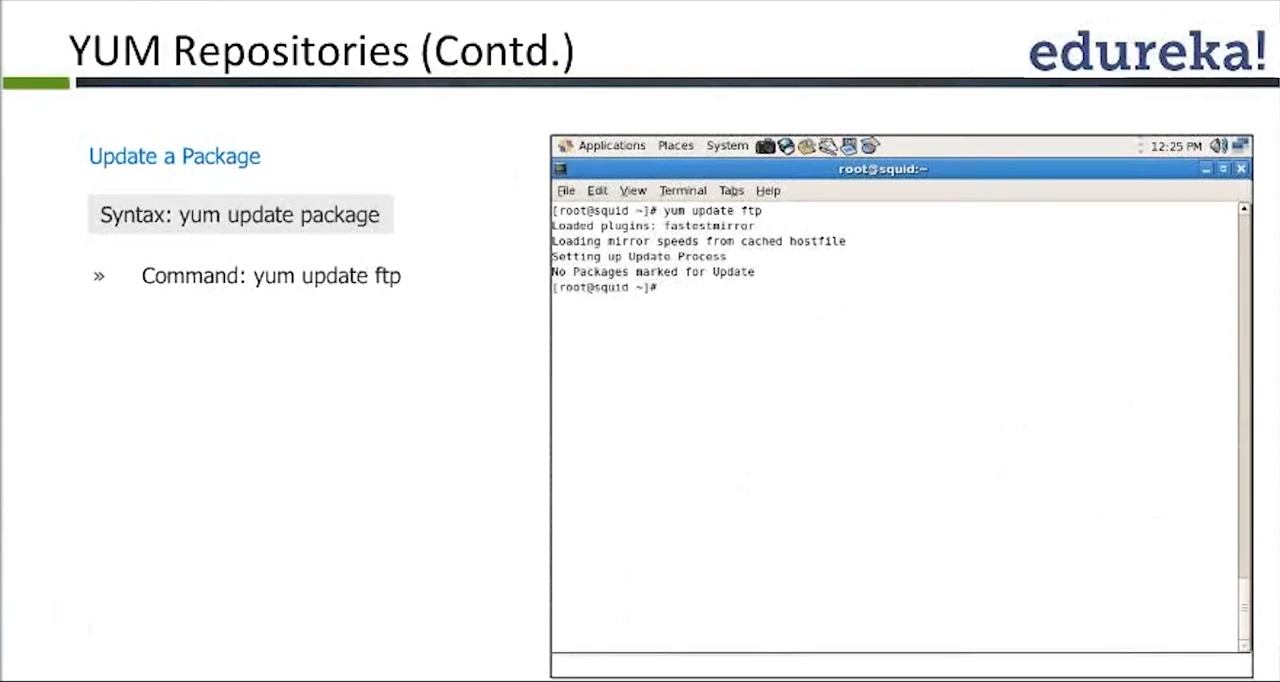 YUM Repositories (Contd.)
edureka!
Update a Package
Syntax: yum update package
» Command: yum update ftp
Applications Places System
12:25 PM
root@squid:~
File Edit View Terminal Tabs Help
[root@squid ~]# yum update ftp
Loaded plugins: fastestmirror
Loading mirror speeds from cached hostfile
Setting up Update Process
No Packages marked for Update
[root@squid ~]#